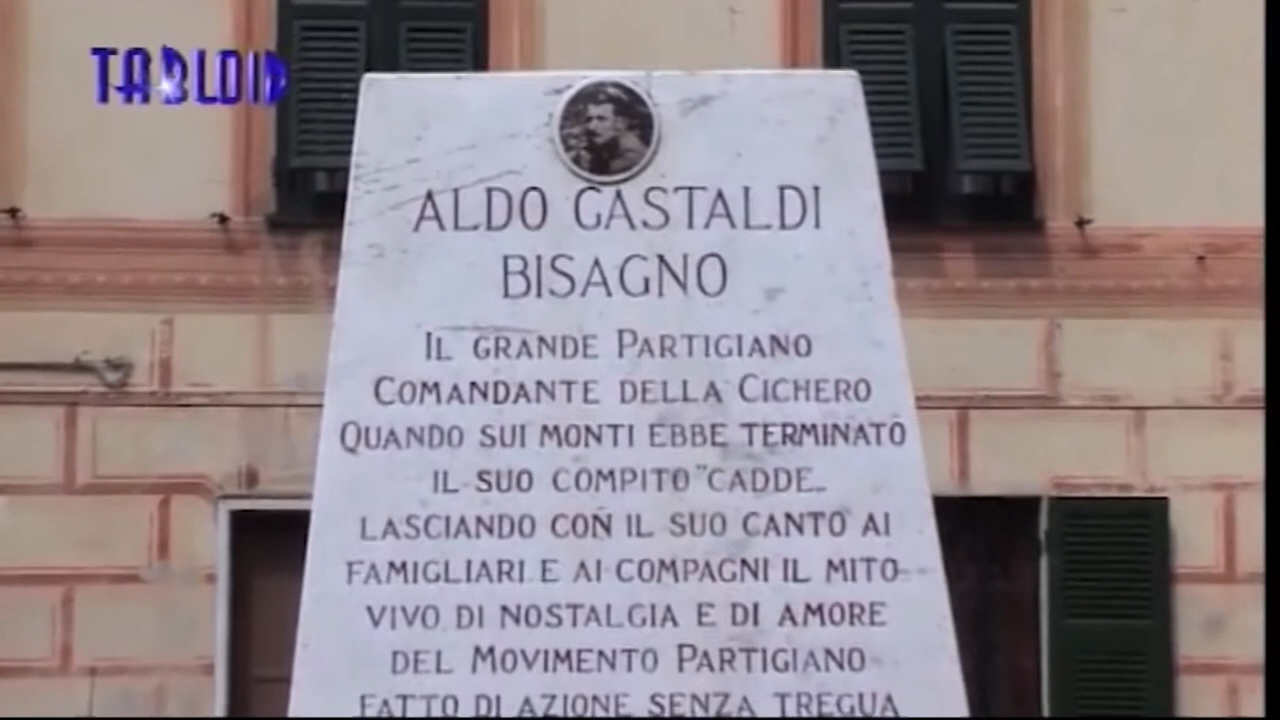 TABLOID
ALDO GASTALDI
BISAGNO
IL GRANDE PARTIGIANO
COMANDANTE DELLA CICHERO
QUANDO SUI MONTI EBBE TERMINATO
IL SUO COMPITO "CADDE"
LASCIANDO CON IL SUO CANTO AI
FAMIGLIARI E AI COMPAGNI IL MITO
VIVO DI NOSTALGIA E DI AMORE
DEL MOVIMENTO PARTIGIANO
FATTO DI AZIONE SENZA TREGUA